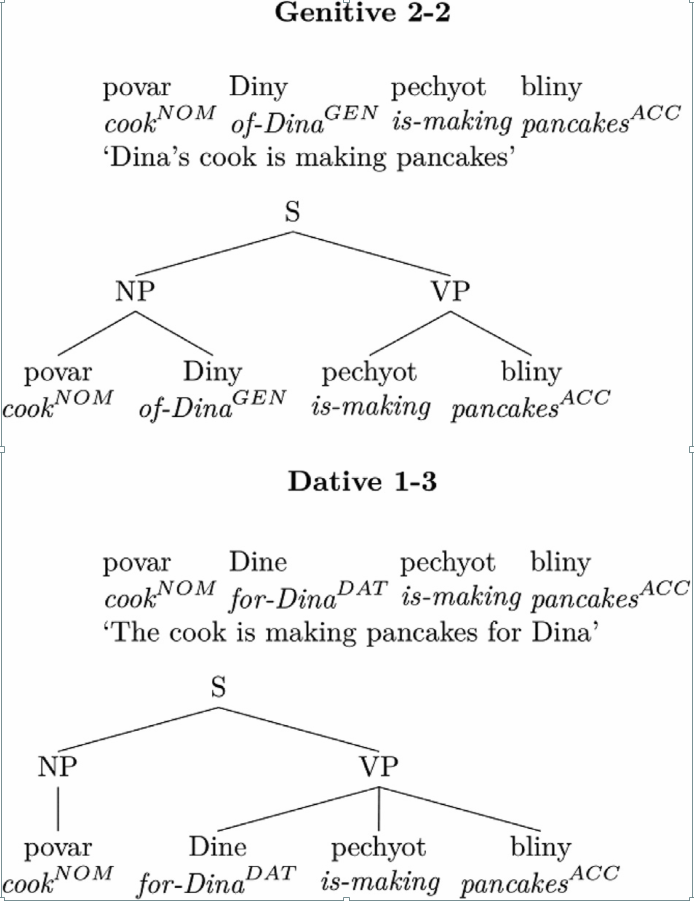 Genitive 2-2
povar Diny pechyot bliny
cook^NOM of-Dina^GEN is-making pancakes^ACC
‘Dina’s cook is making pancakes’
S
NP VP
povar Diny pechyot bliny
cook^NOM of-Dina^GEN is-making pancakes^ACC
Dative 1-3
povar Dine pechyot bliny
cook^NOM for-Dina^DAT is-making pancakes^ACC
‘The cook is making pancakes for Dina’
S
NP VP
povar Dine pechyot bliny
cook^NOM for-Dina^DAT is-making pancakes^ACC